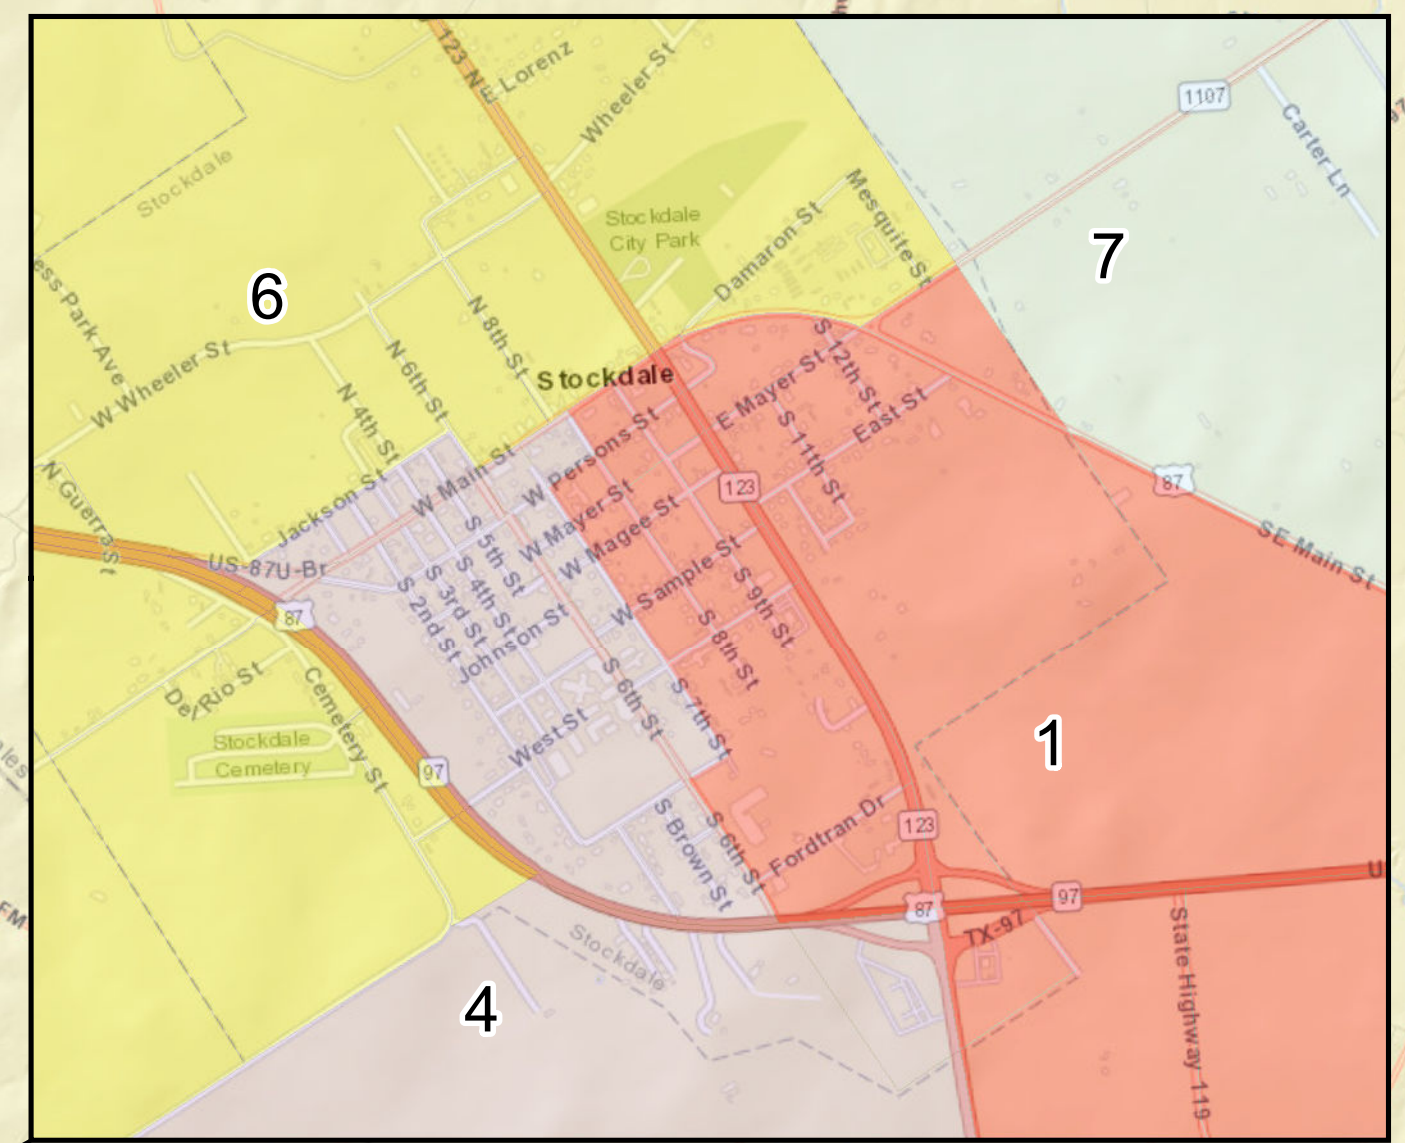 123 N
E Lorenz
Wheeler St
1107
Carter Ln
97
Stockdale
Mesquite St
Stockdale
City Park
Damaron St
7
ess Park Ave
6
N 8th St
N 6th St
S 12th St
W Wheeler St
Stockdale
E Mayer St
N 4th St
East St
W Persons St
S 11th St
W Main St
N Guerra St
Jackson St
W Mayer St
123
87
W Magee St
SE Main St
S 5th St
US-87U-Br
W Sample St
S 4th St
S 3rd St
S 2nd St
S 9th St
87
Johnson St
S 8th St
Del Rio St
Cemetery St
S 6th St
S 7th St
Stockdale
Cemetery
West St
1
ales
97
S Brown St
S 6th St
Fordtran Dr
123
U
97
87
FM
TX-97
Stockdale
State Highway 119
4